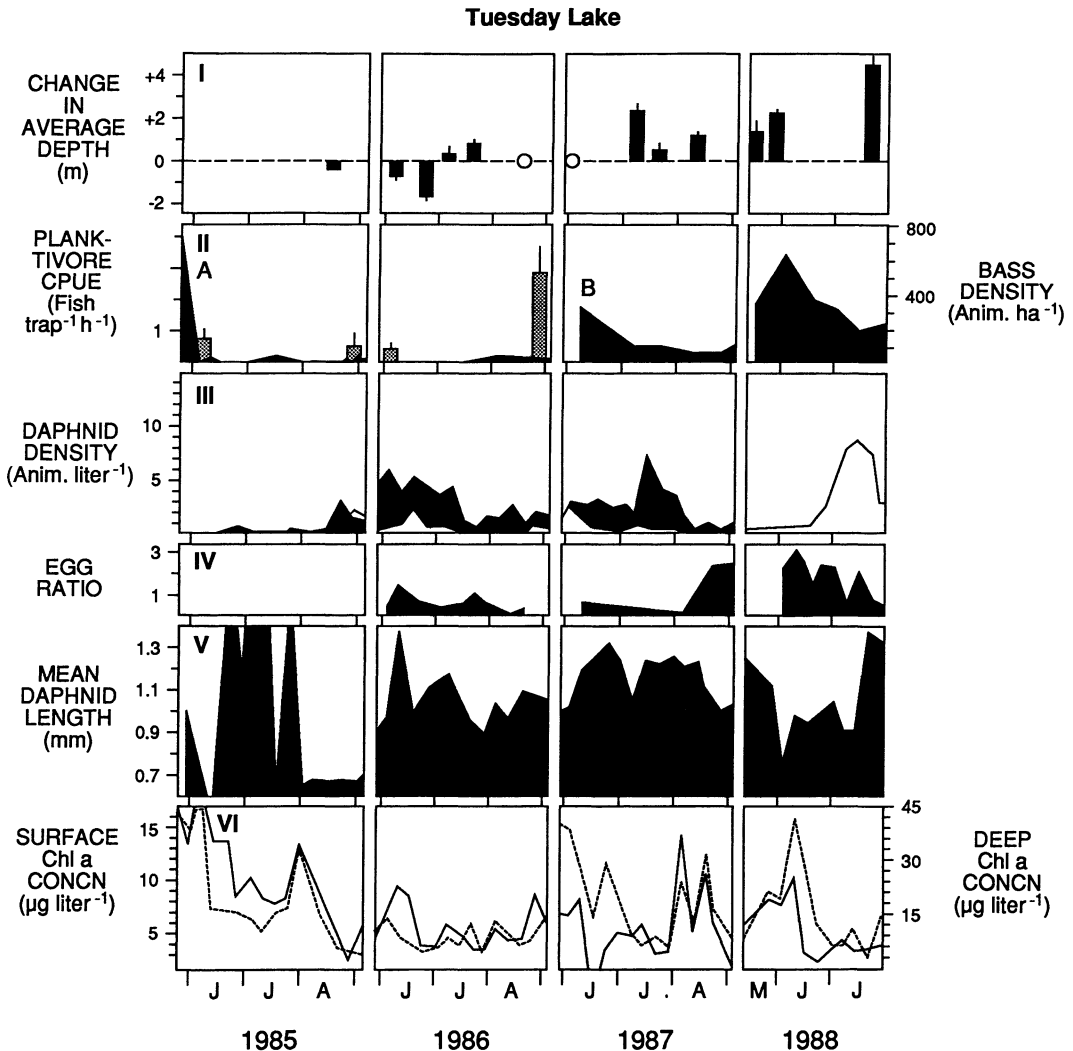 Tuesday Lake
CHANGE
IN
AVERAGE
DEPTH
(m)
+4
+2
0
-2
I
PLANK-
TIVORE
CPUE
(Fish
trap⁻¹ h⁻¹)
1
II
A
B
800
400
BASS
DENSITY
(Anim. ha⁻¹)
DAPHNID
DENSITY
(Anim. liter⁻¹)
10
5
III
EGG
RATIO
3
1
IV
MEAN
DAPHNID
LENGTH
(mm)
1.3
1.1
0.9
0.7
V
SURFACE
Chl a
CONCN
(µg liter⁻¹)
15
10
5
VI
45
30
15
DEEP
Chl a
CONCN
(µg liter⁻¹)
J J A J J A J J . A M J J
1985 1986 1987 1988